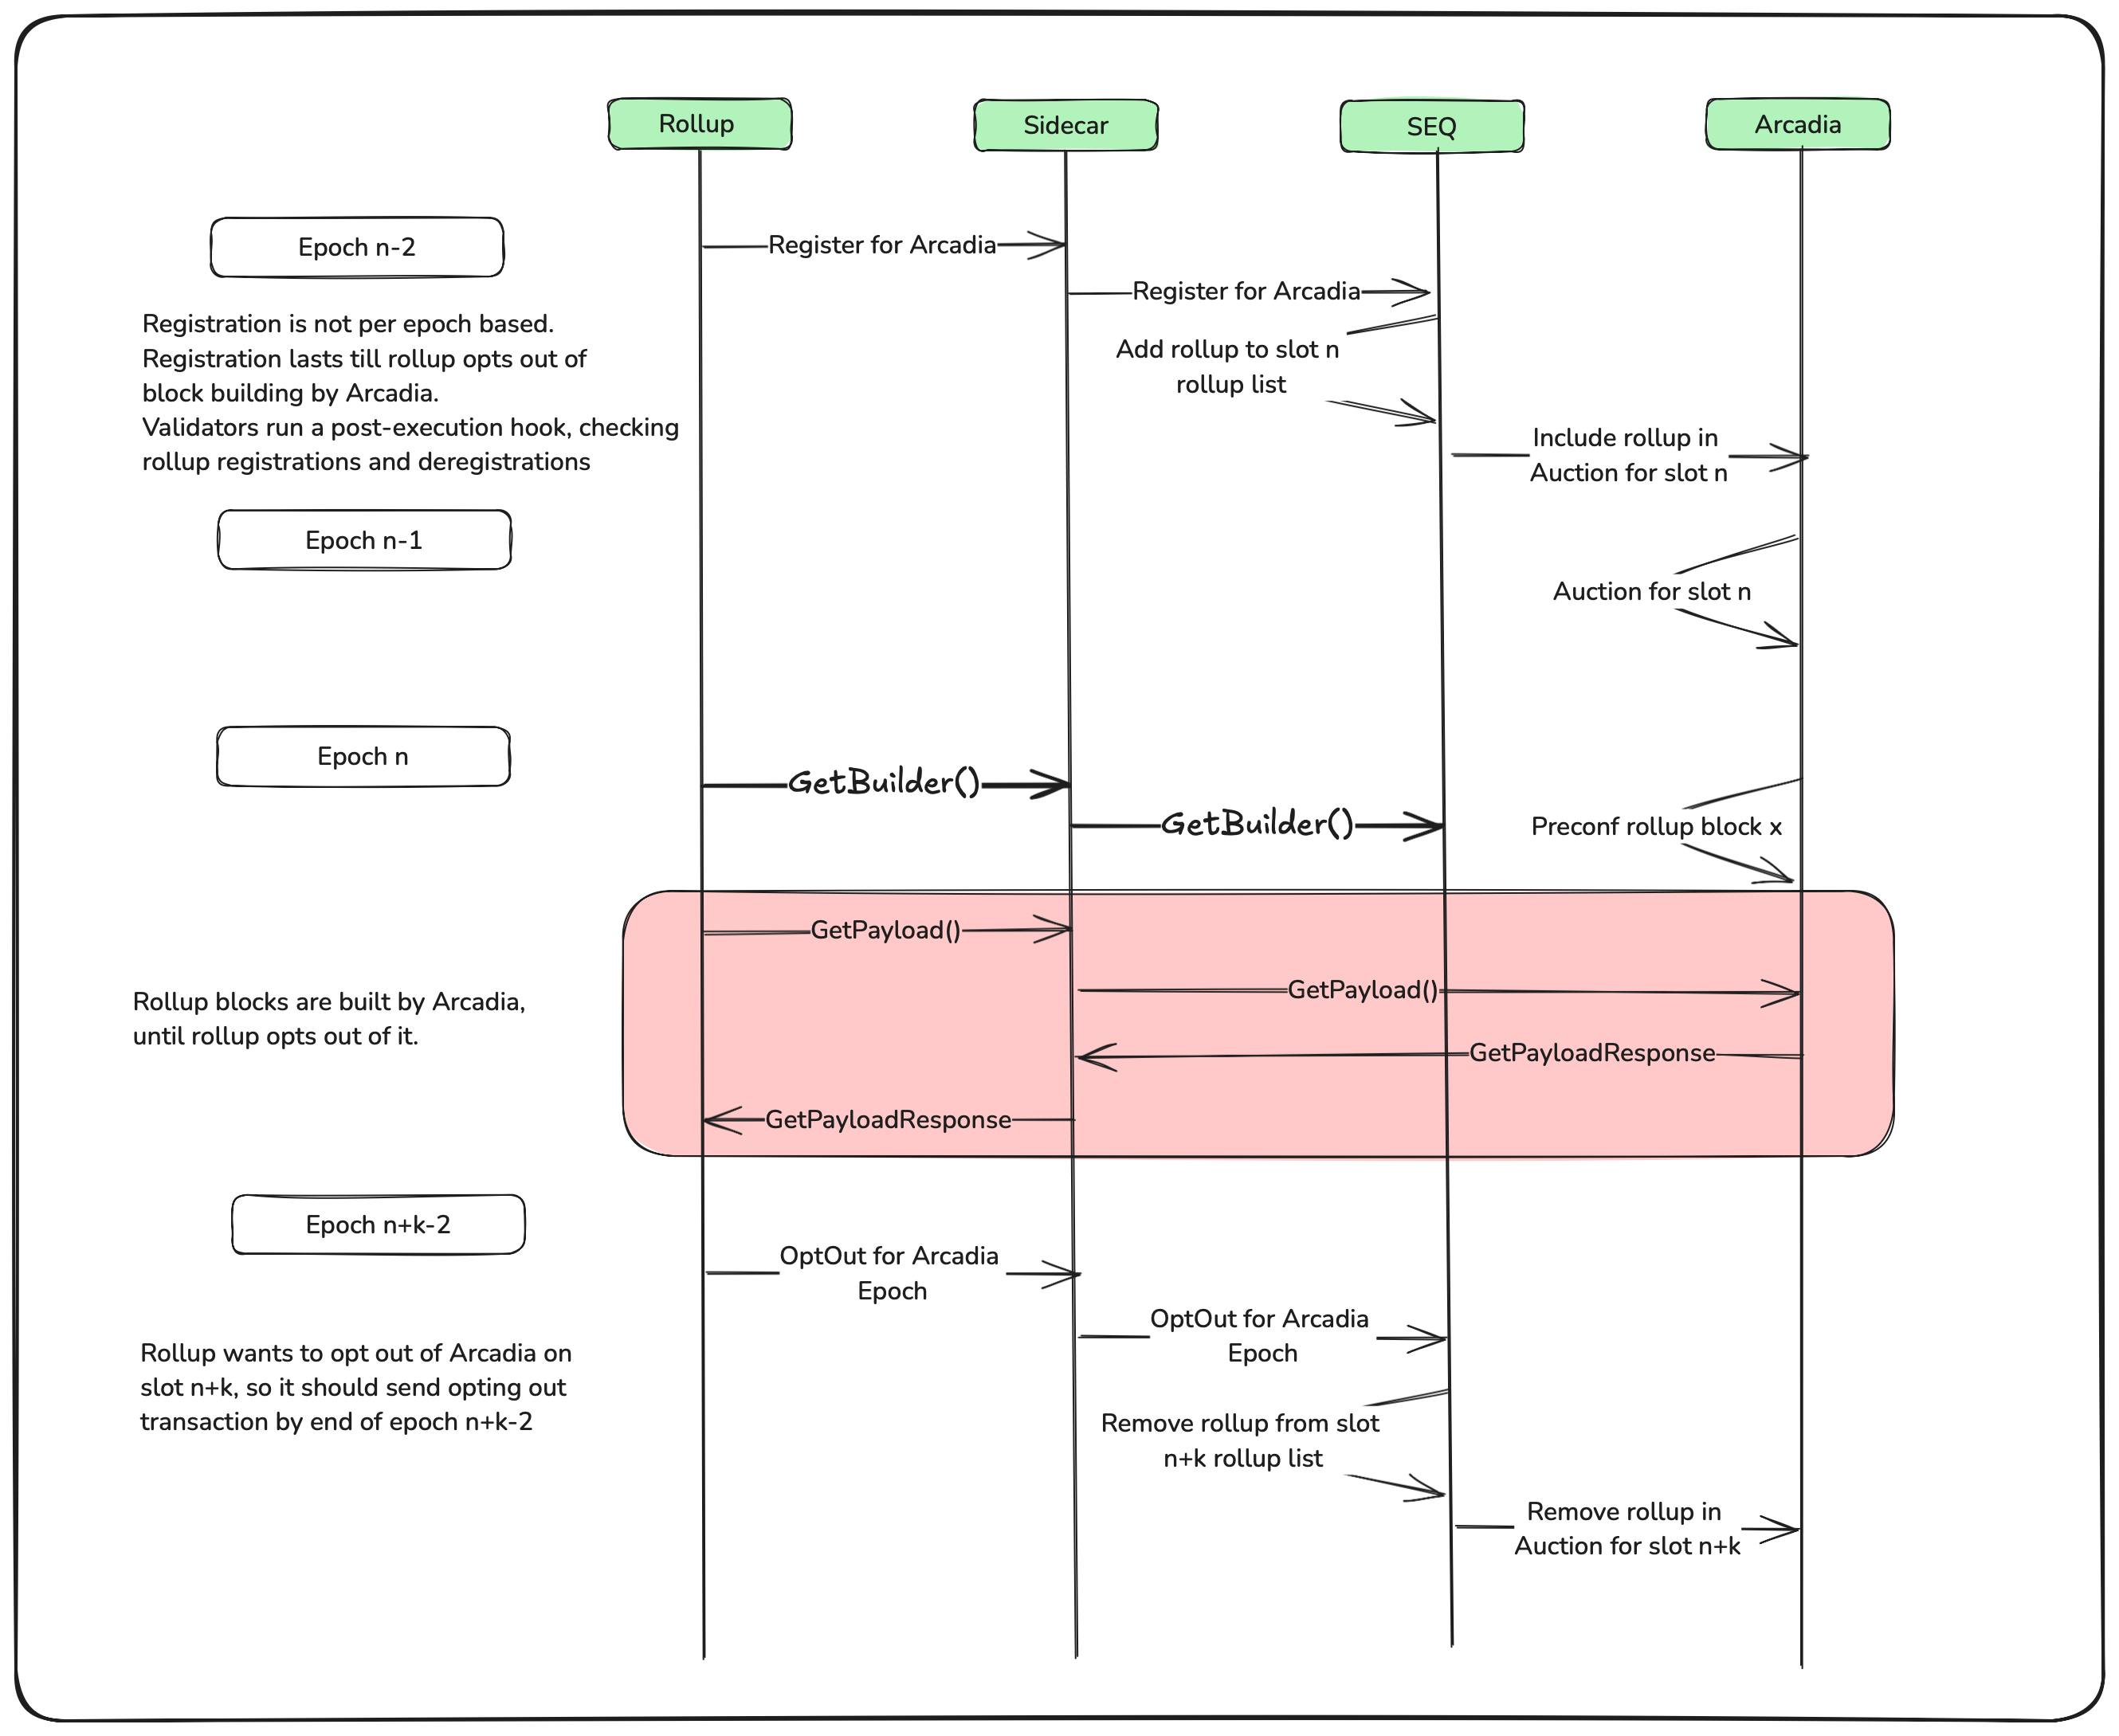 Rollup
Sidecar
SEQ
Arcadia
Epoch n-2
Register for Arcadia
Register for Arcadia
Registration is not per epoch based.
Registration lasts till rollup opts out of
block building by Arcadia.
Validators run a post-execution hook, checking
rollup registrations and deregistrations
Add rollup to slot n
rollup list
Include rollup in
Auction for slot n
Epoch n-1
Auction for slot n
Epoch n
GetBuilder()
GetBuilder()
Preconf rollup block x
GetPayload()
GetPayload()
Rollup blocks are built by Arcadia,
until rollup opts out of it.
GetPayloadResponse
GetPayloadResponse
Epoch n+k-2
OptOut for Arcadia
Epoch
OptOut for Arcadia
Epoch
Rollup wants to opt out of Arcadia on
slot n+k, so it should send opting out
transaction by end of epoch n+k-2
Remove rollup from slot
n+k rollup list
Remove rollup in
Auction for slot n+k